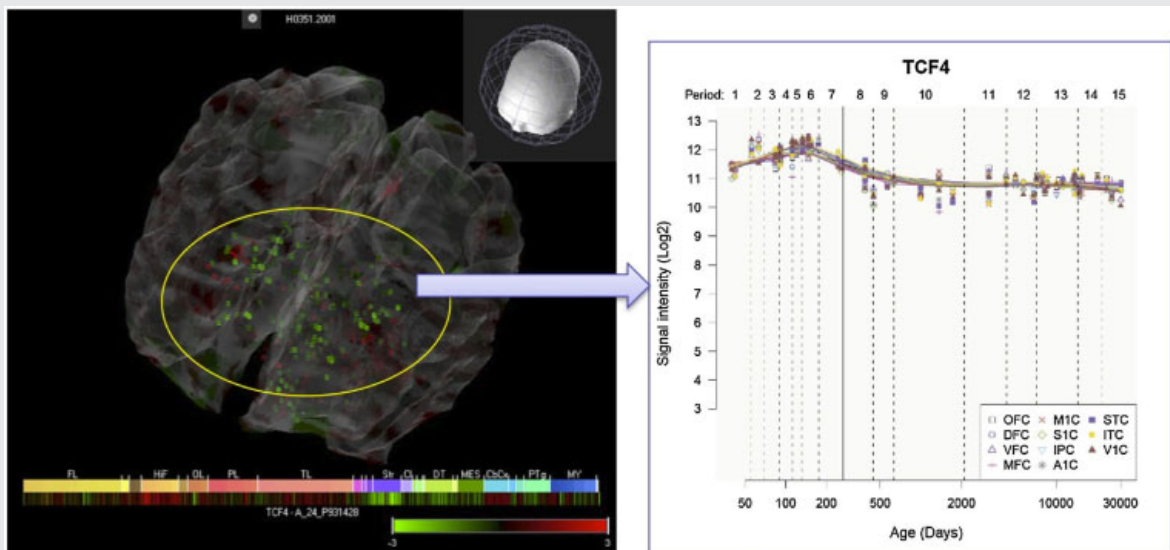 H0351.2001
FL HiF OL PL TL Str CL DT MES CbCx PTg MY
TCF4 - A_24_P931428
-3 3
TCF4
Period: 1 2 3 4 5 6 7 8 9 10 11 12 13 14 15
Signal intensity (Log2)
13
12
11
10
9
8
7
6
5
4
3
OFC M1C STC
DFC S1C ITC
VFC IPC V1C
MFC A1C
50 100 200 500 2000 10000 30000
Age (Days)